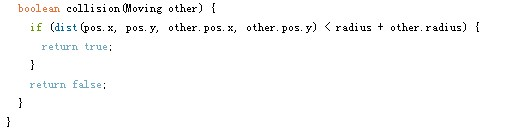 boolean collision(Moving other) {
if (dist(pos.x, pos.y, other.pos.x, other.pos.y) < radius + other.radius) {
return true;
}
return false;
}
}